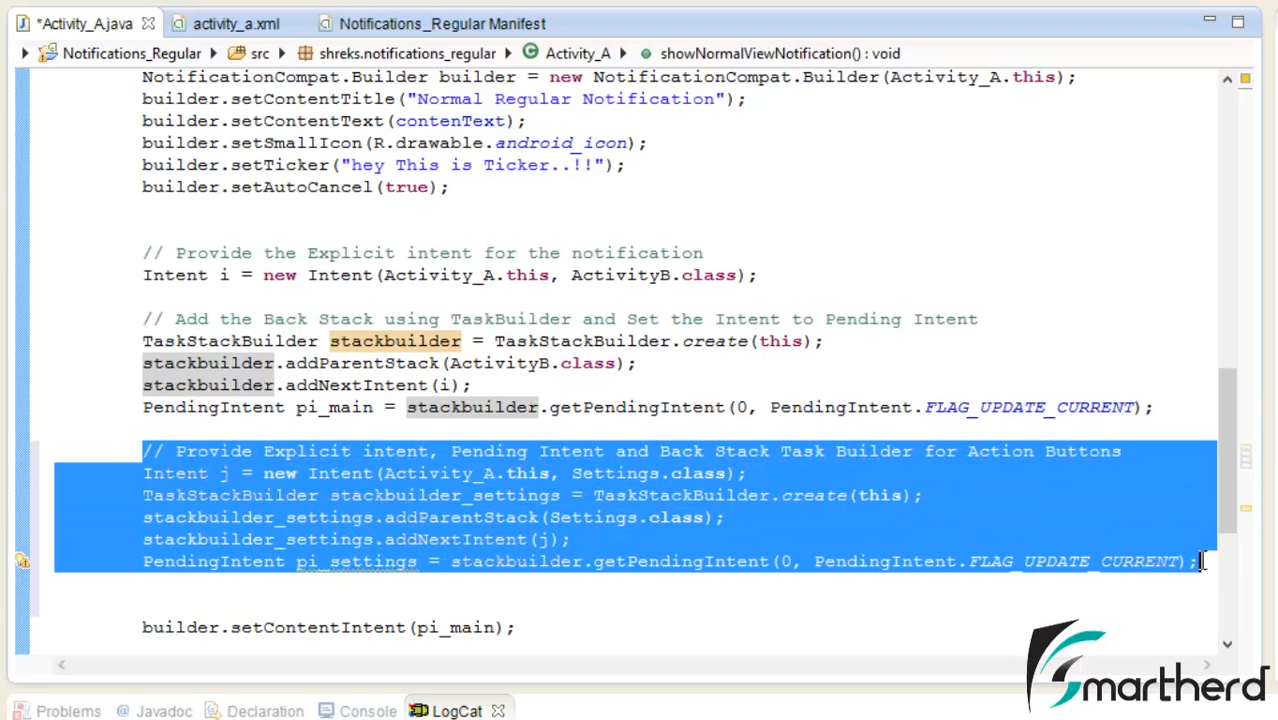 *Activity_A.java activity_a.xml Notifications_Regular Manifest
Notifications_Regular src shreks.notifications_regular Activity_A showNormalViewNotification() : void
NotificationCompat.Builder builder = new NotificationCompat.Builder(Activity_A.this);
builder.setContentTitle("Normal Regular Notification");
builder.setContentText(contenText);
builder.setSmallIcon(R.drawable.android_icon);
builder.setTicker("hey This is Ticker..!!");
builder.setAutoCancel(true);
// Provide the Explicit intent for the notification
Intent i = new Intent(Activity_A.this, ActivityB.class);
// Add the Back Stack using TaskBuilder and Set the Intent to Pending Intent
TaskStackBuilder stackbuilder = TaskStackBuilder.create(this);
stackbuilder.addParentStack(ActivityB.class);
stackbuilder.addNextIntent(i);
PendingIntent pi_main = stackbuilder.getPendingIntent(0, PendingIntent.FLAG_UPDATE_CURRENT);
// Provide Explicit intent, Pending Intent and Back Stack Task Builder for Action Buttons
Intent j = new Intent(Activity_A.this, Settings.class);
TaskStackBuilder stackbuilder_settings = TaskStackBuilder.create(this);
stackbuilder_settings.addParentStack(Settings.class);
stackbuilder_settings.addNextIntent(j);
PendingIntent pi_settings = stackbuilder.getPendingIntent(0, PendingIntent.FLAG_UPDATE_CURRENT);
builder.setContentIntent(pi_main);
Smartherd
Problems @ Javadoc Declaration Console LogCat